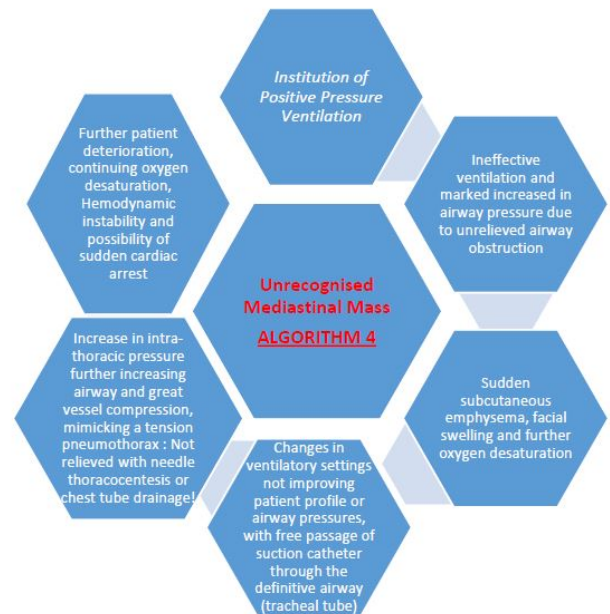 Institution of
Positive Pressure
Ventilation
Ineffective
ventilation and
marked increased in
airway pressure due
to unrelieved airway
obstruction
Sudden
subcutaneous
emphysema, facial
swelling and further
oxygen desaturation
Changes in
ventilatory settings
not improving
patient profile or
airway pressures,
with free passage of
suction catheter
through the
definitive airway
(tracheal tube)
Increase in intra-
thoracic pressure
further increasing
airway and great
vessel compression,
mimicking a tension
pneumothorax : Not
relieved with needle
thoracocentesis or
chest tube drainage!
Further patient
deterioration,
continuing oxygen
desaturation,
Hemodynamic
instability and
possibility of
sudden cardiac
arrest
Unrecognised
Mediastinal Mass
ALGORITHM 4